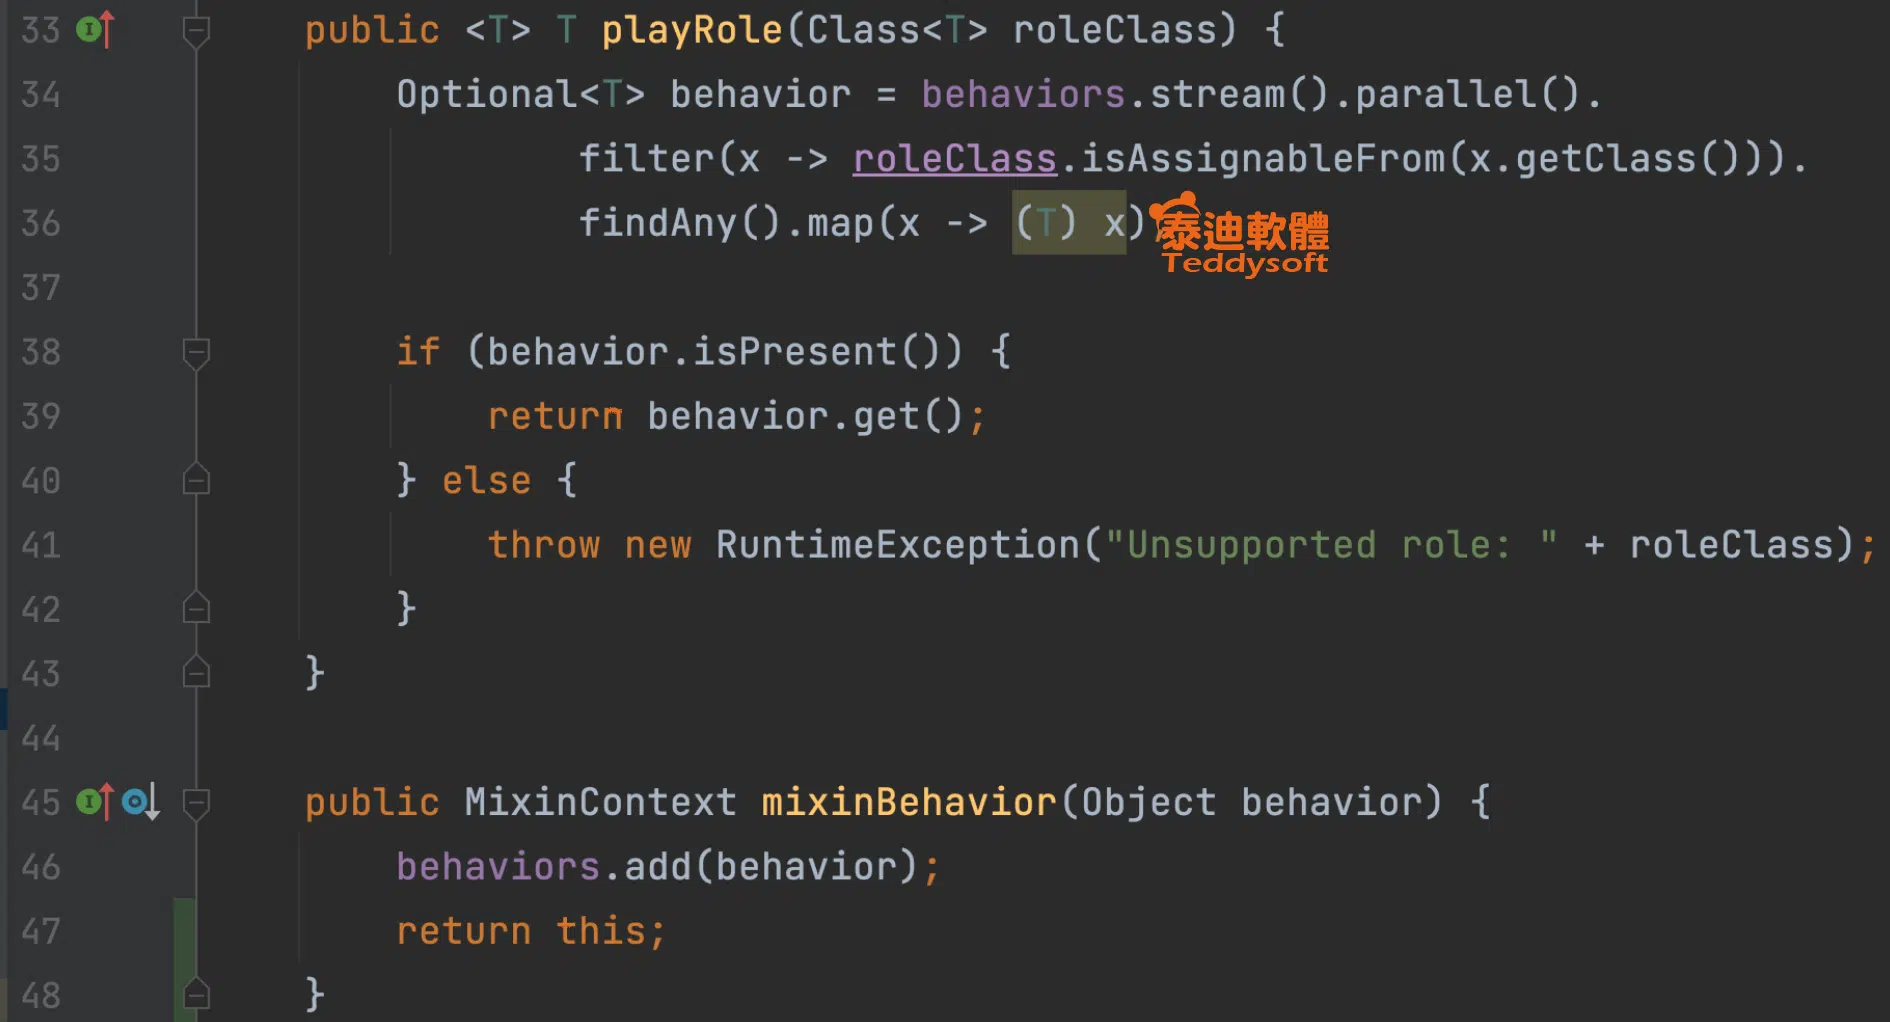 33 public <T> T playRole(Class<T> roleClass) {
34 Optional<T> behavior = behaviors.stream().parallel().
35 filter(x -> roleClass.isAssignableFrom(x.getClass())).
36 findAny().map(x -> (T) x);
泰迪軟體
Teddysoft
37
38 if (behavior.isPresent()) {
39 return behavior.get();
40 } else {
41 throw new RuntimeException("Unsupported role: " + roleClass);
42 }
43 }
44
45 public MixinContext mixinBehavior(Object behavior) {
46 behaviors.add(behavior);
47 return this;
48 }